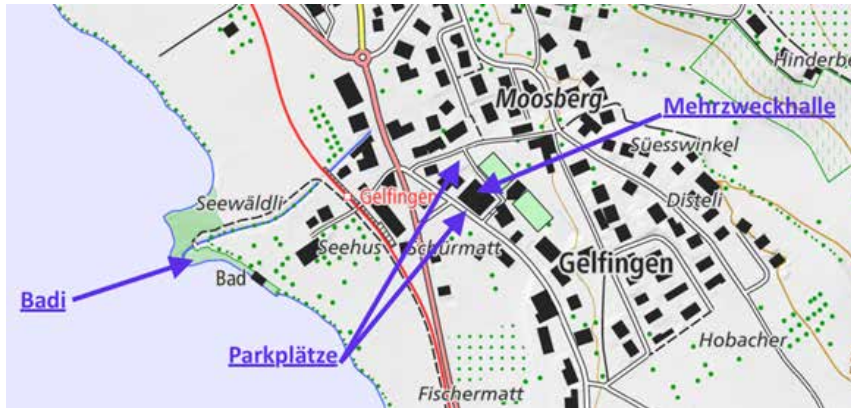 Hinderbe
Moosberg
Mehrzweckhalle
Süesswinkel
Gelfingen
Seewäldli
Disteli
Seehus
Schürmatt
Gelfingen
Bad
Badi
Hobacher
Parkplätze
Fischermatt